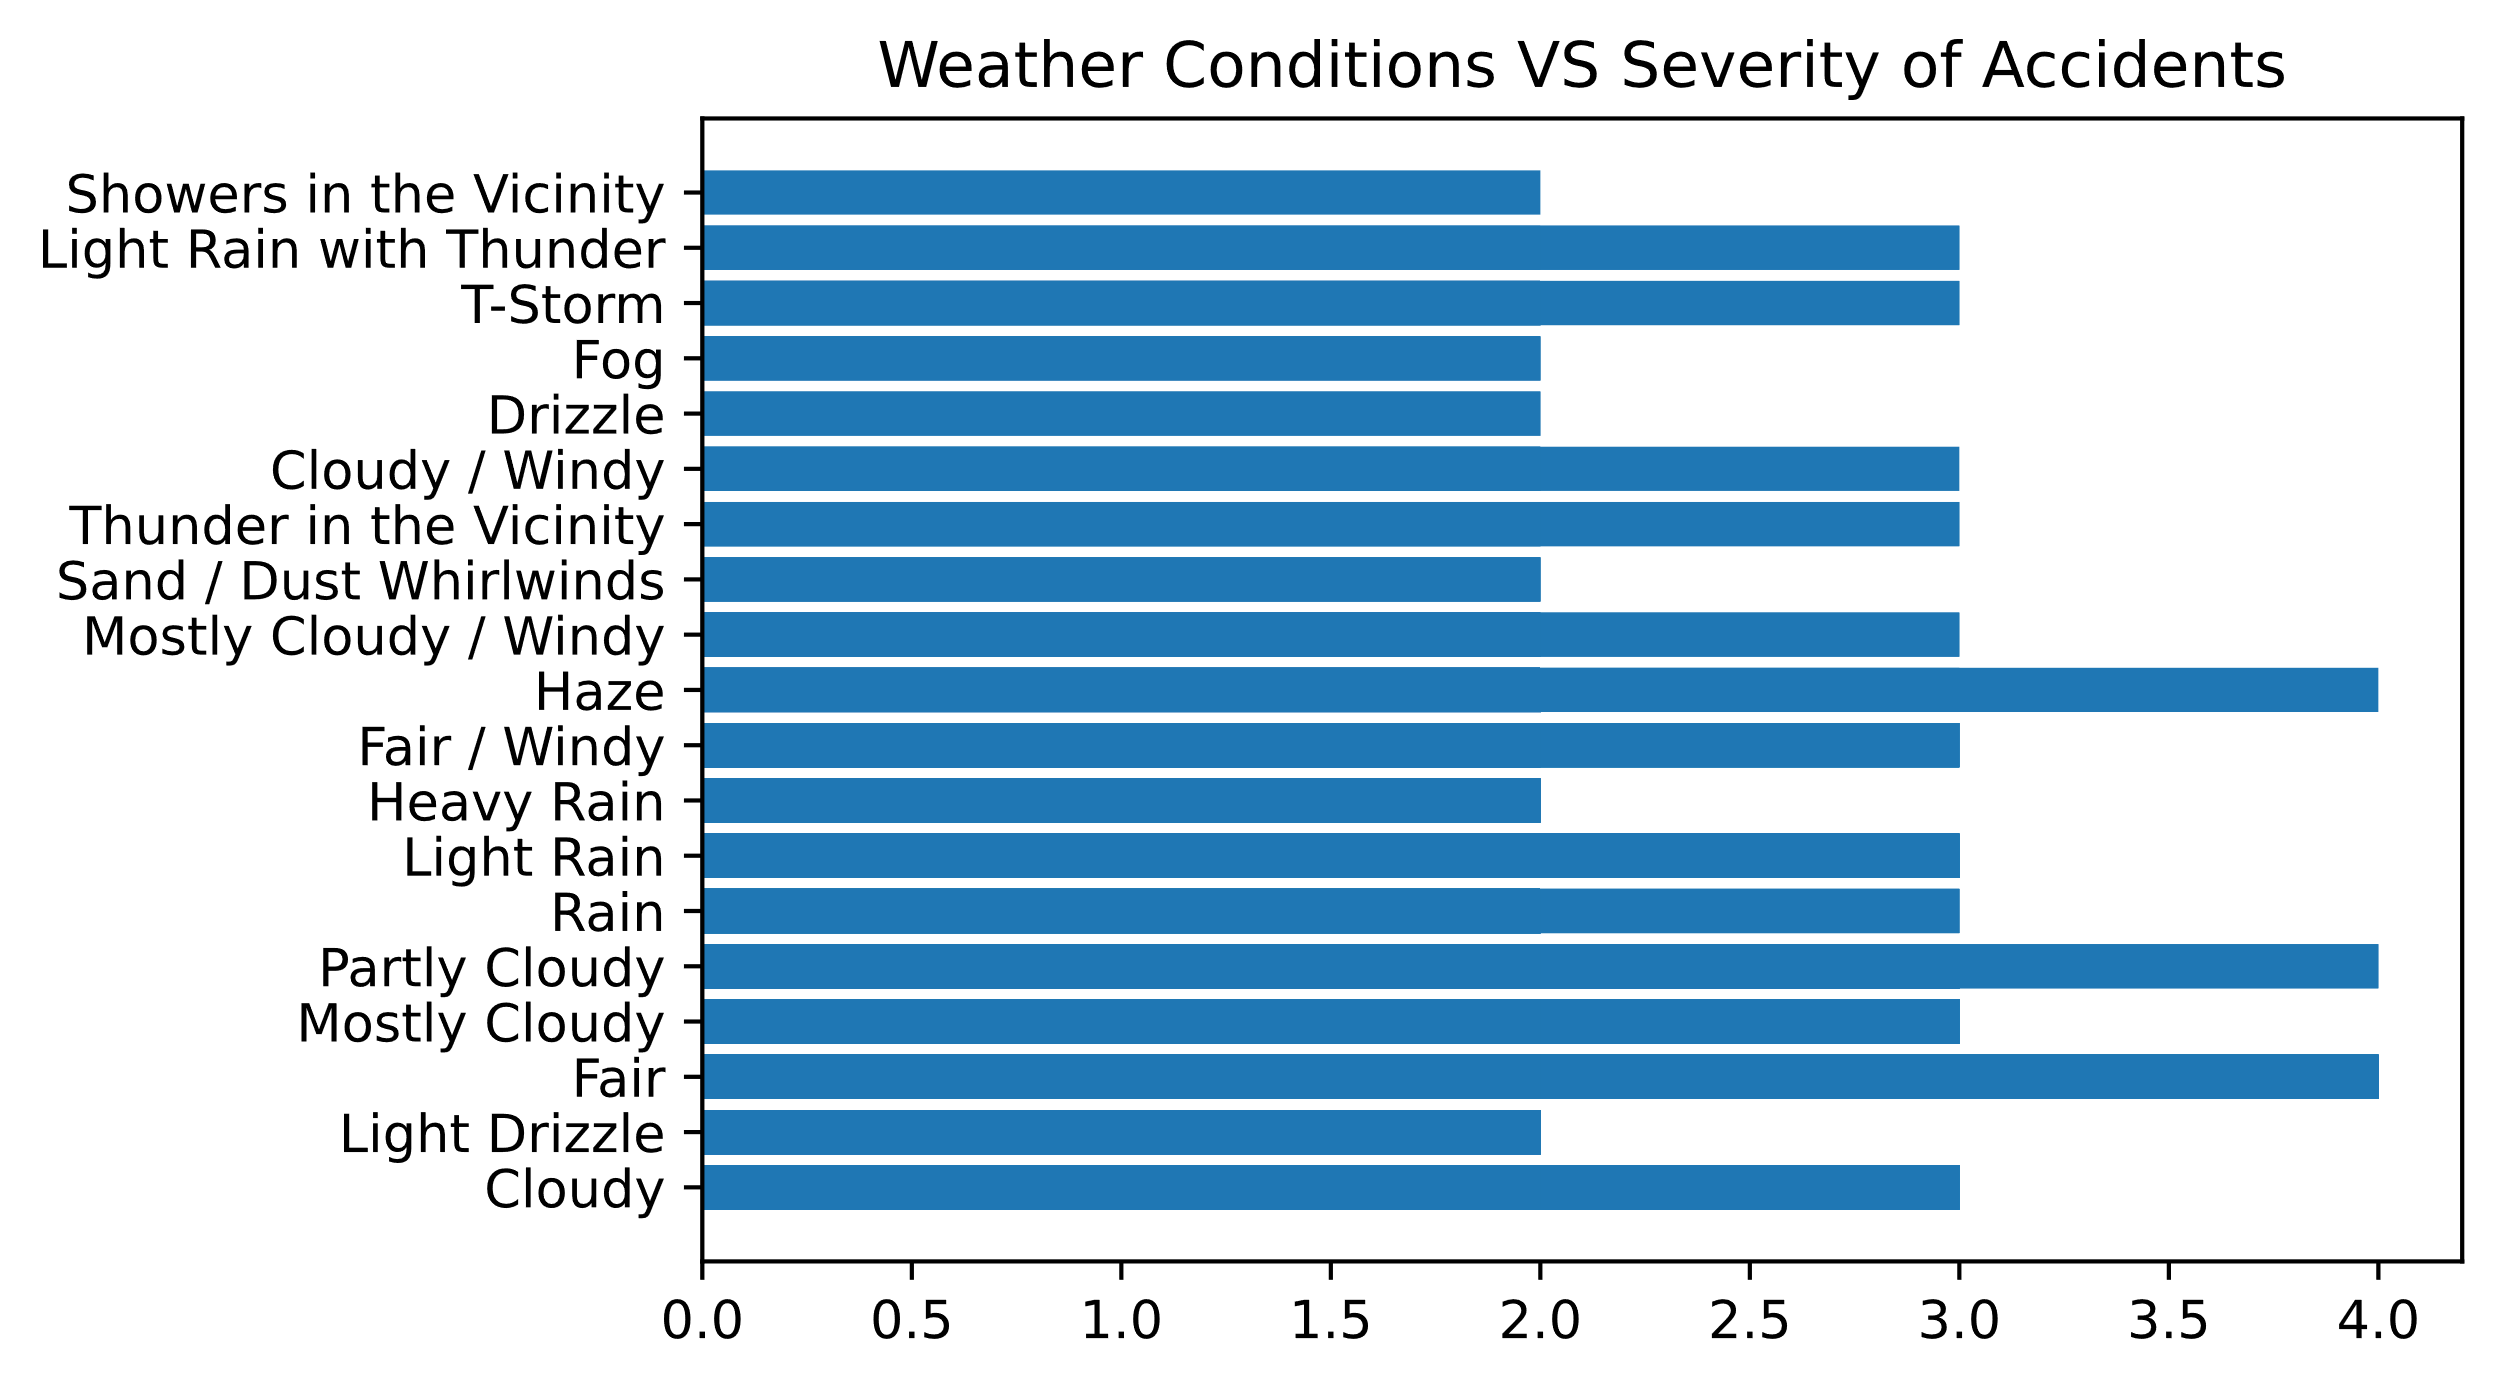 Weather Conditions VS Severity of Accidents
Showers in the Vicinity
Light Rain with Thunder
T-Storm
Fog
Drizzle
Cloudy / Windy
Thunder in the Vicinity
Sand / Dust Whirlwinds
Mostly Cloudy / Windy
Haze
Fair / Windy
Heavy Rain
Light Rain
Rain
Partly Cloudy
Mostly Cloudy
Fair
Light Drizzle
Cloudy
0.0 0.5 1.0 1.5 2.0 2.5 3.0 3.5 4.0